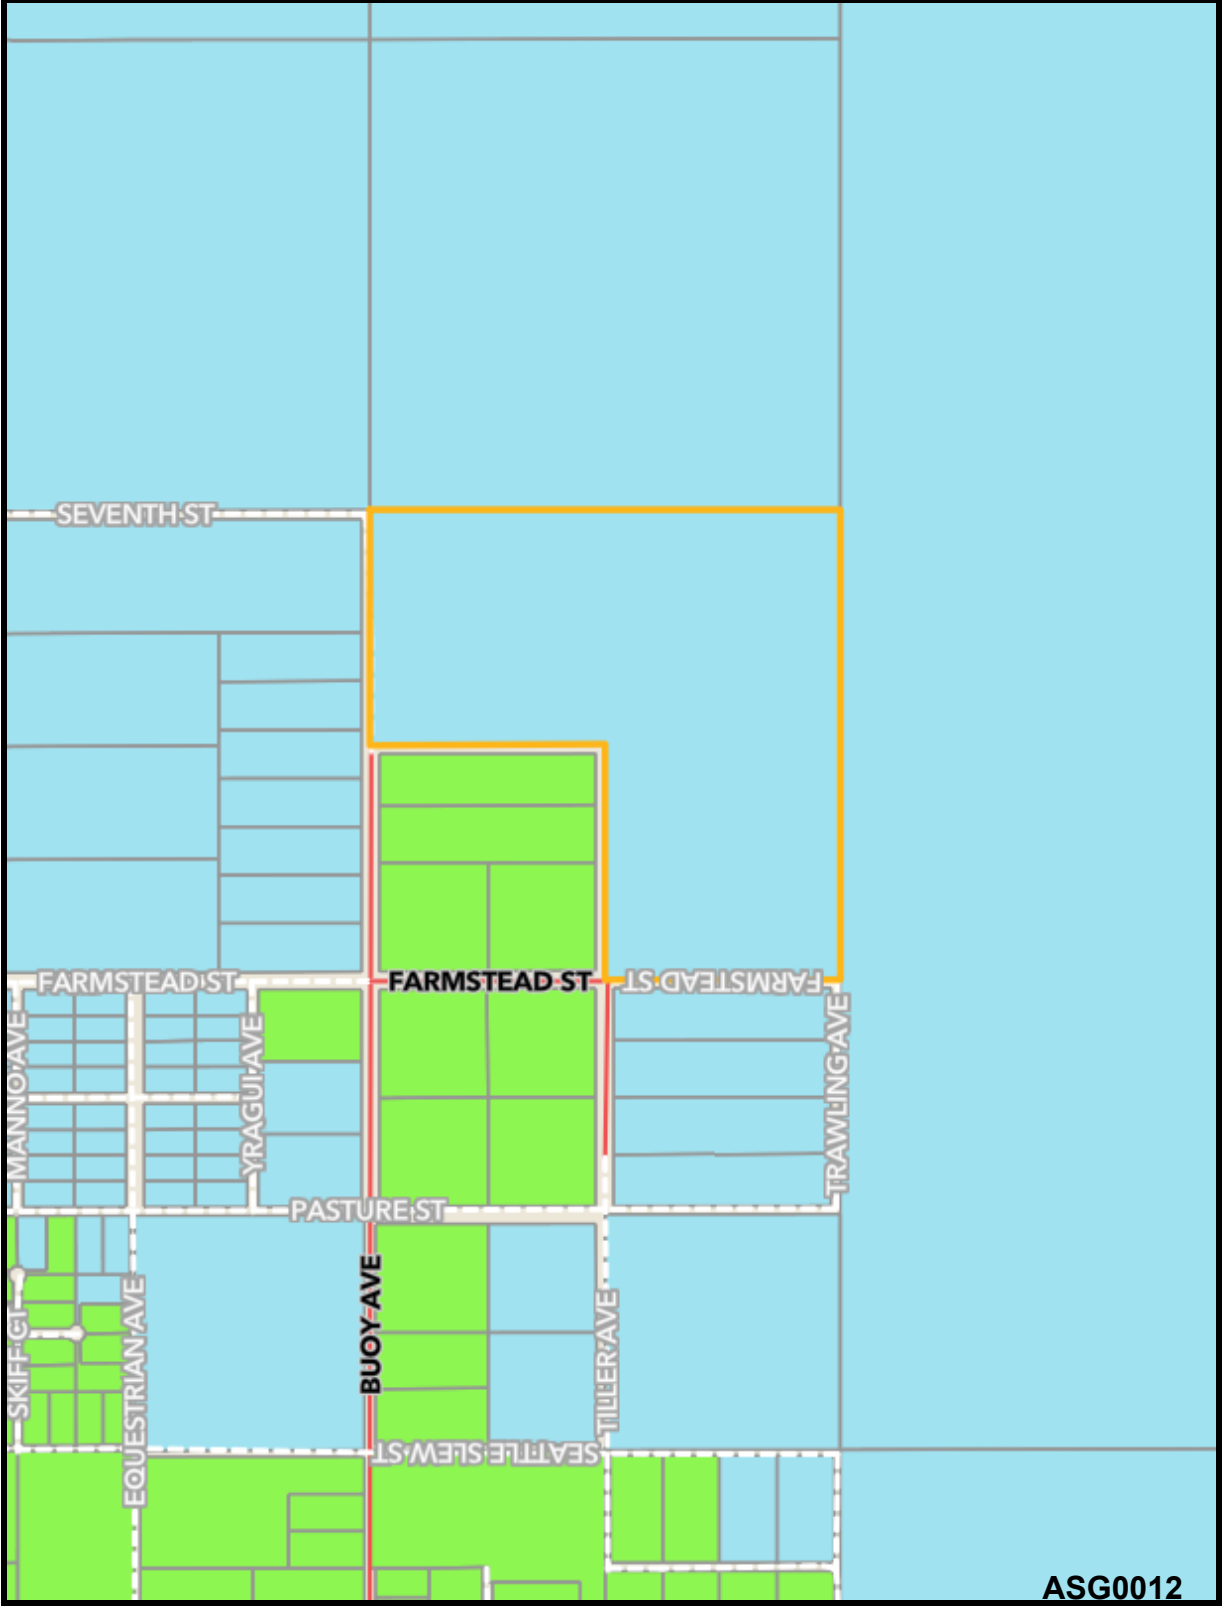 SEVENTH ST
FARMSTEAD ST
FARMSTEAD ST
FARMSTEAD ST
MANNO AVE
YRAGUI AVE
TRAWLING AVE
PASTURE ST
BUOY AVE
SKIFF CT
EQUESTRIAN AVE
TILLER AVE
SEATTLE SLEW ST
ASG0012